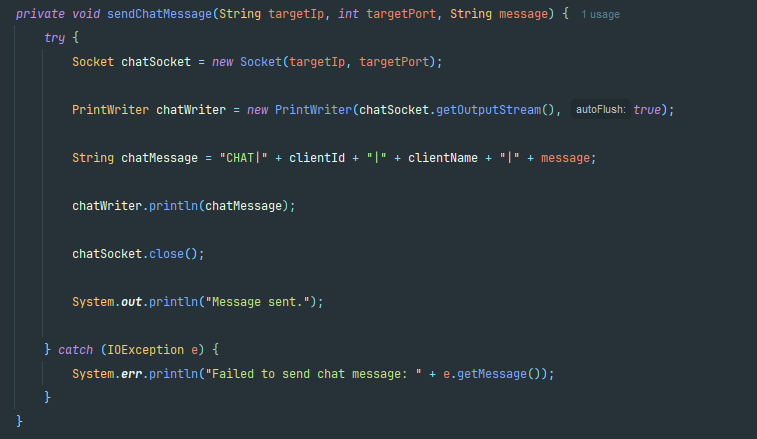 private void sendChatMessage(String targetIp, int targetPort, String message) { 1 usage
try {
Socket chatSocket = new Socket(targetIp, targetPort);
PrintWriter chatWriter = new PrintWriter(chatSocket.getOutputStream(), autoFlush: true);
String chatMessage = "CHAT|" + clientId + "|" + clientName + "|" + message;
chatWriter.println(chatMessage);
chatSocket.close();
System.out.println("Message sent.");
} catch (IOException e) {
System.err.println("Failed to send chat message: " + e.getMessage());
}
}